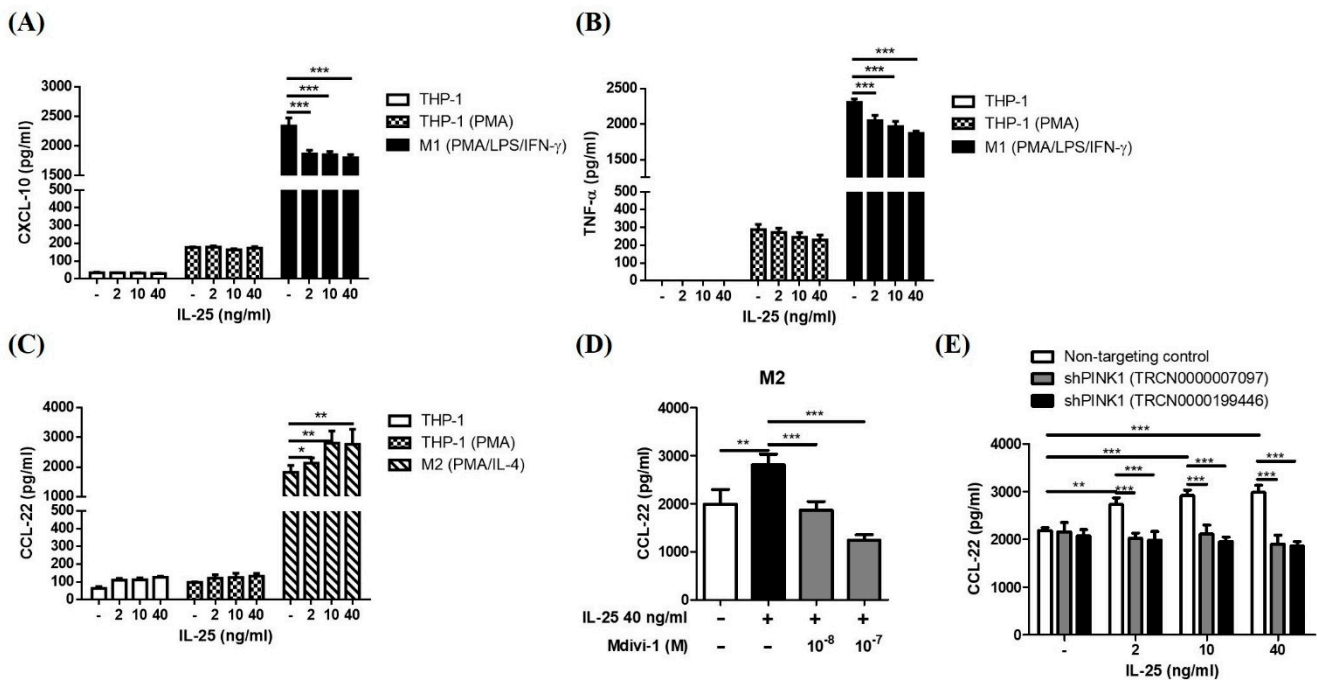 (A)
***
***
***
3000
2500
2000
1500
500
400
300
200
100
0
CXCL-10 (pg/ml)
- 2 10 40 - 2 10 40 - 2 10 40
IL-25 (ng/ml)
THP-1
THP-1 (PMA)
M1 (PMA/LPS/IFN-γ)
(B)
***
***
***
2500
2000
1500
500
400
300
200
100
0
TNF-α (pg/ml)
- 2 10 40 - 2 10 40 - 2 10 40
IL-25 (ng/ml)
THP-1
THP-1 (PMA)
M1 (PMA/LPS/IFN-γ)
(C)
**
**
*
4000
3000
2000
1000
500
400
300
200
100
0
CCL-22 (pg/ml)
- 2 10 40 - 2 10 40 - 2 10 40
IL-25 (ng/ml)
THP-1
THP-1 (PMA)
M2 (PMA/IL-4)
(D)
M2
***
** ***
4000
3000
2000
1000
0
CCL-22 (pg/ml)
IL-25 40 ng/ml - + + +
Mdivi-1 (M) - - 10⁻⁸ 10⁻⁷
(E)
Non-targeting control
shPINK1 (TRCN0000007097)
shPINK1 (TRCN0000199446)
***
***
**
*** *** ***
*** *** ***
4000
3000
2000
1000
0
CCL-22 (pg/ml)
- 2 10 40
IL-25 (ng/ml)